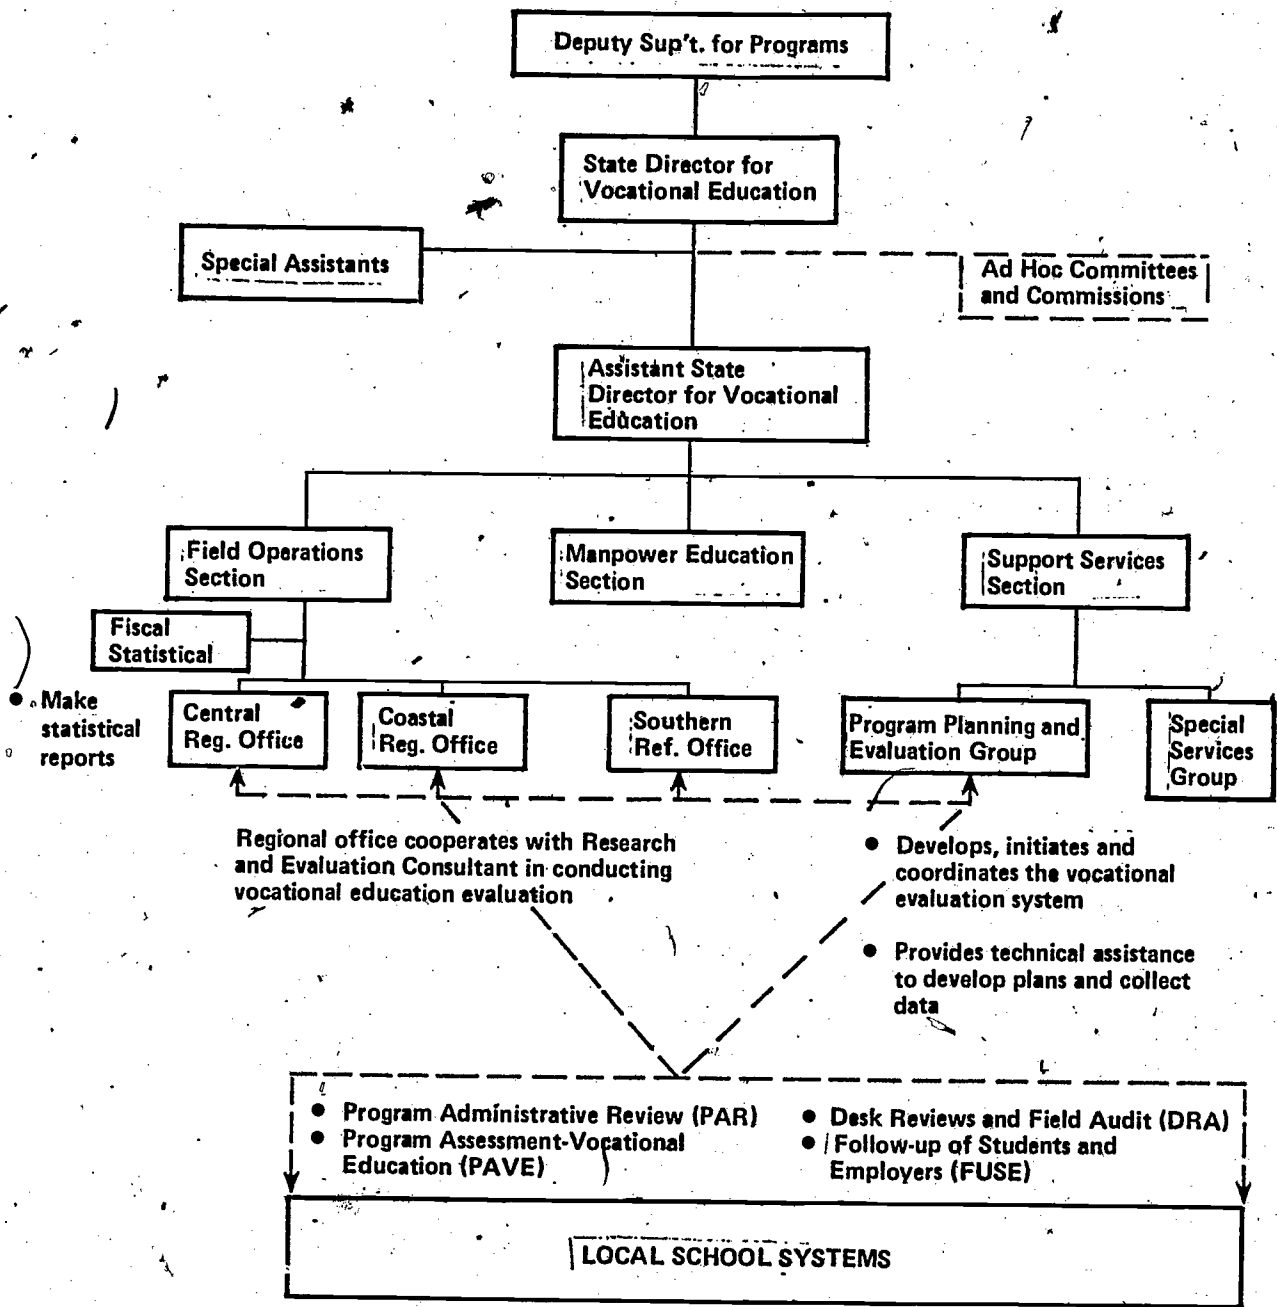 Deputy Sup't. for Programs
State Director for
Vocational Education
Special Assistants
Ad Hoc Committees
and Commissions
Assistant State
Director for Vocational
Education
Field Operations
Section
Manpower Education
Section
Support Services
Section
Fiscal
Statistical
● Make
statistical
reports
Central
Reg. Office
Coastal
Reg. Office
Southern
Ref. Office
Program Planning and
Evaluation Group
Special
Services
Group
Regional office cooperates with Research
and Evaluation Consultant in conducting
vocational education evaluation
● Develops, initiates and
coordinates the vocational
evaluation system
● Provides technical assistance
to develop plans and collect
data
● Program Administrative Review (PAR)
● Program Assessment-Vocational
Education (PAVE)
● Desk Reviews and Field Audit (DRA)
● Follow-up of Students and
Employers (FUSE)
LOCAL SCHOOL SYSTEMS